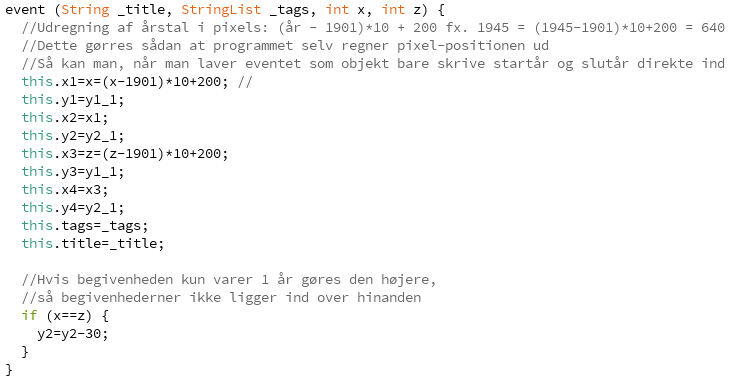 event (String _title, StringList _tags, int x, int z) {
  //Udregning af årstal i pixels: (år - 1901)*10 + 200 fx. 1945 = (1945-1901)*10+200 = 640
  //Dette gørres sådan at programmet selv regner pixel-positionen ud
  //Så kan man, når man laver eventet som objekt bare skrive startår og slutår direkte ind
  this.x1=x=(x-1901)*10+200; //
  this.y1=y1_1;
  this.x2=x1;
  this.y2=y2_1;
  this.x3=z=(z-1901)*10+200;
  this.y3=y1_1;
  this.x4=x3;
  this.y4=y2_1;
  this.tags=_tags;
  this.title=_title;

  //Hvis begivenheden kun varer 1 år gøres den højere,
  //så begivenhederner ikke ligger ind over hinanden
  if (x==z) {
    y2=y2-30;
  }
}